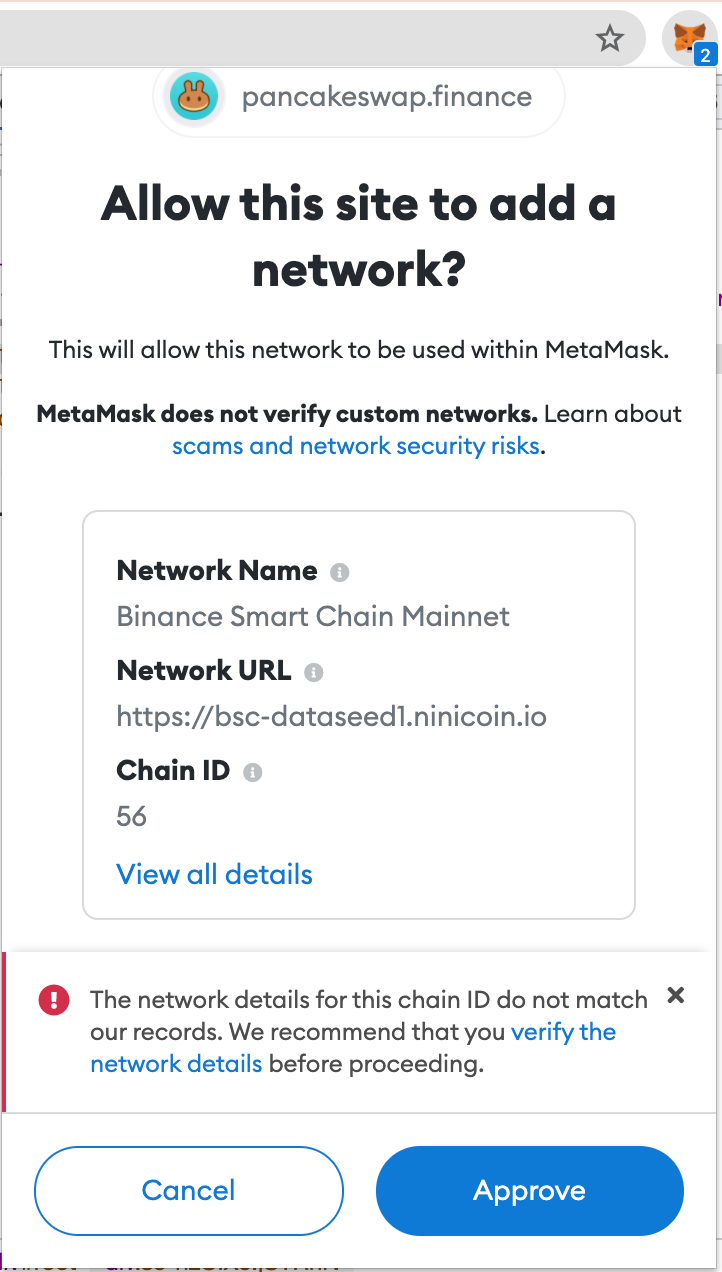 2
pancakeswap.finance
Allow this site to add a
network?
This will allow this network to be used within MetaMask.
MetaMask does not verify custom networks. Learn about
scams and network security risks.
Network Name
Binance Smart Chain Mainnet
Network URL
https://bsc-dataseed1.ninicoin.io
Chain ID
56
View all details
The network details for this chain ID do not match
our records. We recommend that you verify the
network details before proceeding.
Cancel
Approve